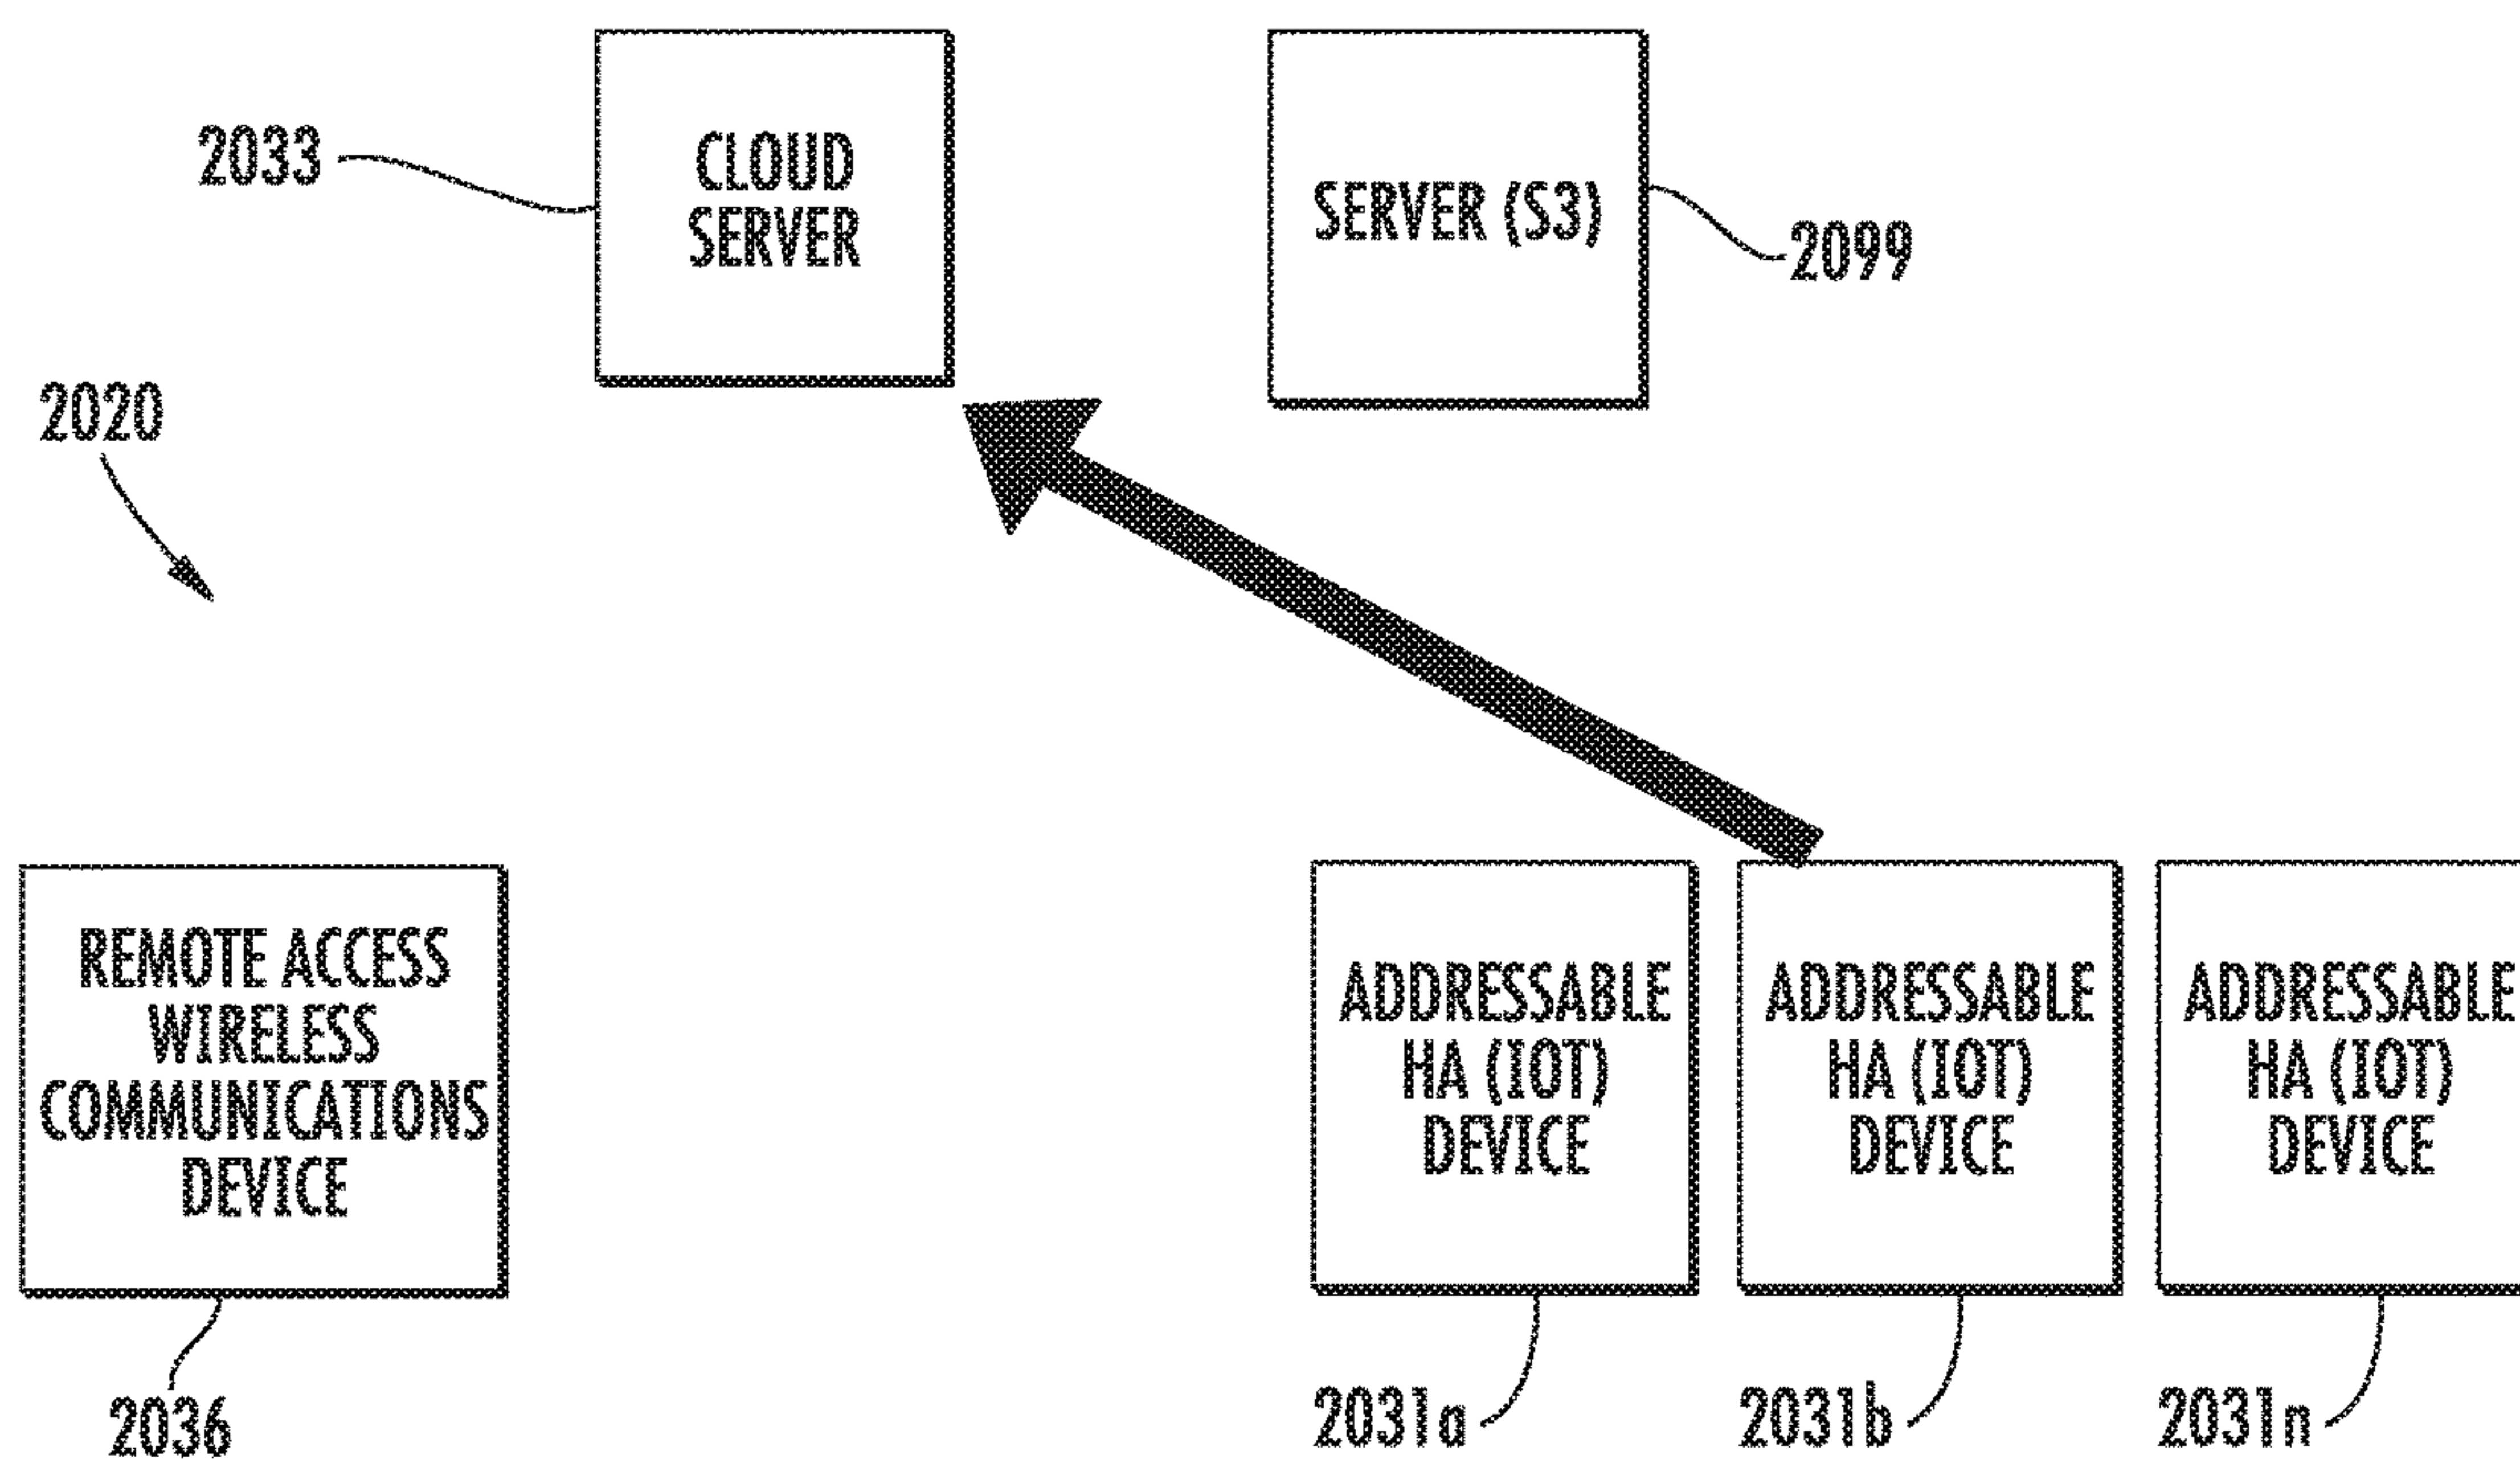 2033
CLOUD
SERVER
SERVER (S3)
2099
2020
REMOTE ACCESS
WIRELESS
COMMUNICATIONS
DEVICE
2036
ADDRESSABLE
HA (IOT)
DEVICE
2031a
ADDRESSABLE
HA (IOT)
DEVICE
2031b
ADDRESSABLE
HA (IOT)
DEVICE
2031n